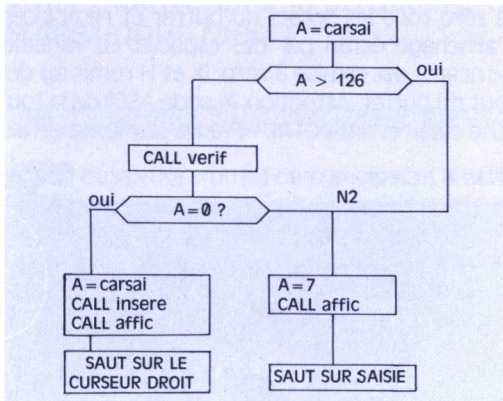 A=carsai
A > 126
oui
CALL verif
oui
A=0 ?
N2
A=carsai
CALL insere
CALL affic
A=7
CALL affic
SAUT SUR LE
CURSEUR DROIT
SAUT SUR SAISIE